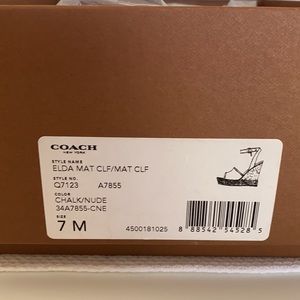 COACH
NEW YORK
STYLE NAME
ELDA MAT CLF/MAT CLF
STYLE NO.
Q7123 A7855
COLOR
CHALK/NUDE
34A7855-CNE
SIZE
7 M
4500181025
8 88542 54528 5